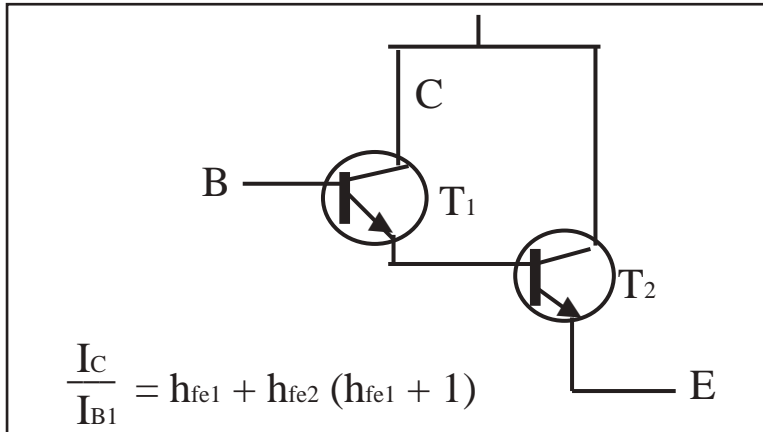 C
B
T1
T2
E
IC
IB1 = hfe1 + hfe2 (hfe1 + 1)